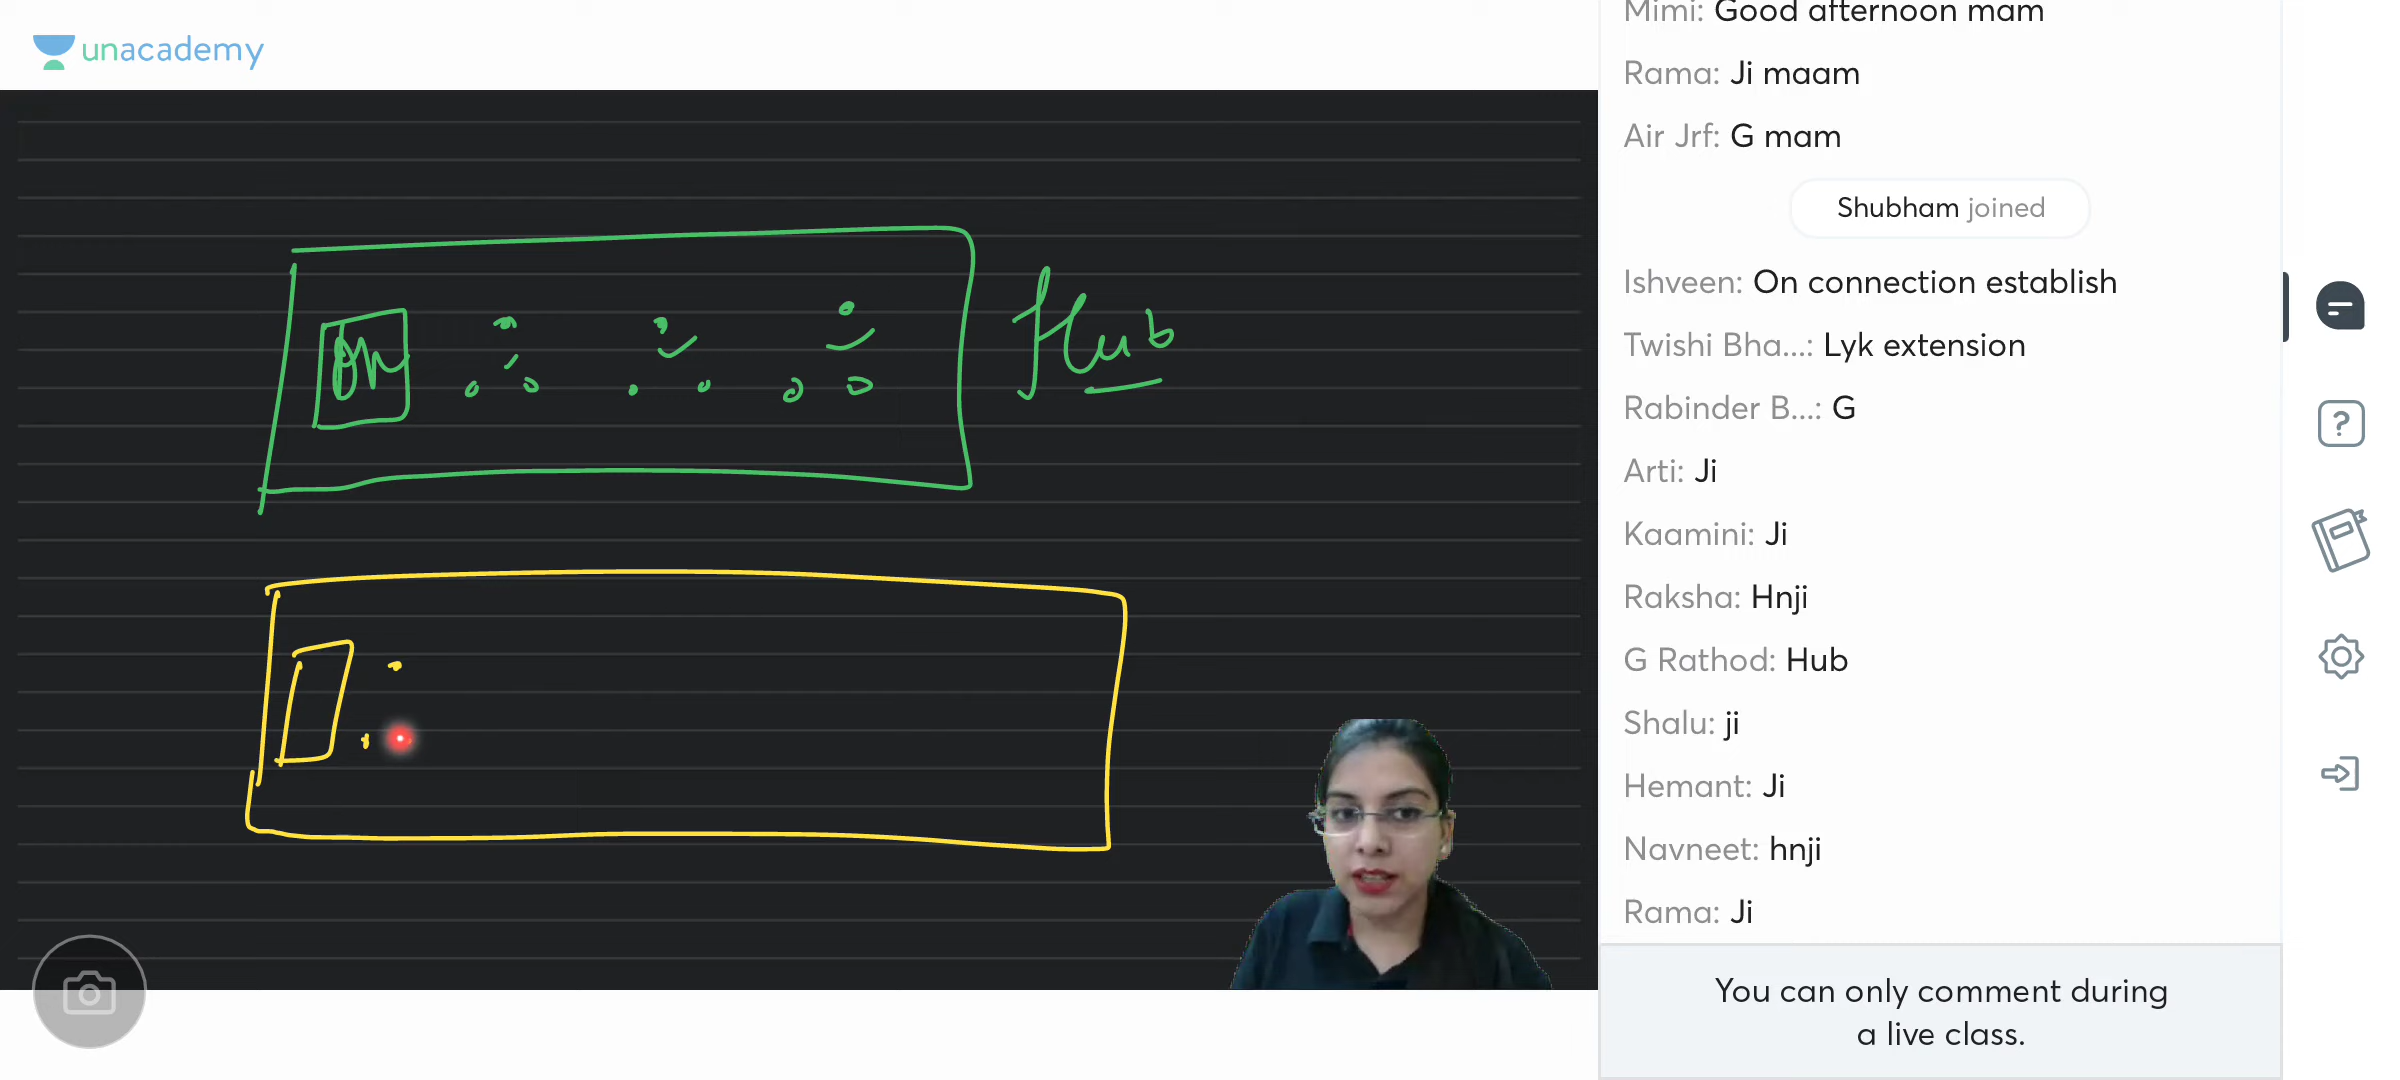 unacademy
ON
Hub
Mimi: Good afternoon mam
Rama: Ji maam
Air Jrf: G mam
Shubham joined
Ishveen: On connection establish
Twishi Bha...: Lyk extension
Rabinder B...: G
Arti: Ji
Kaamini: Ji
Raksha: Hnji
G Rathod: Hub
Shalu: ji
Hemant: Ji
Navneet: hnji
Rama: Ji
You can only comment during
a live class.
?